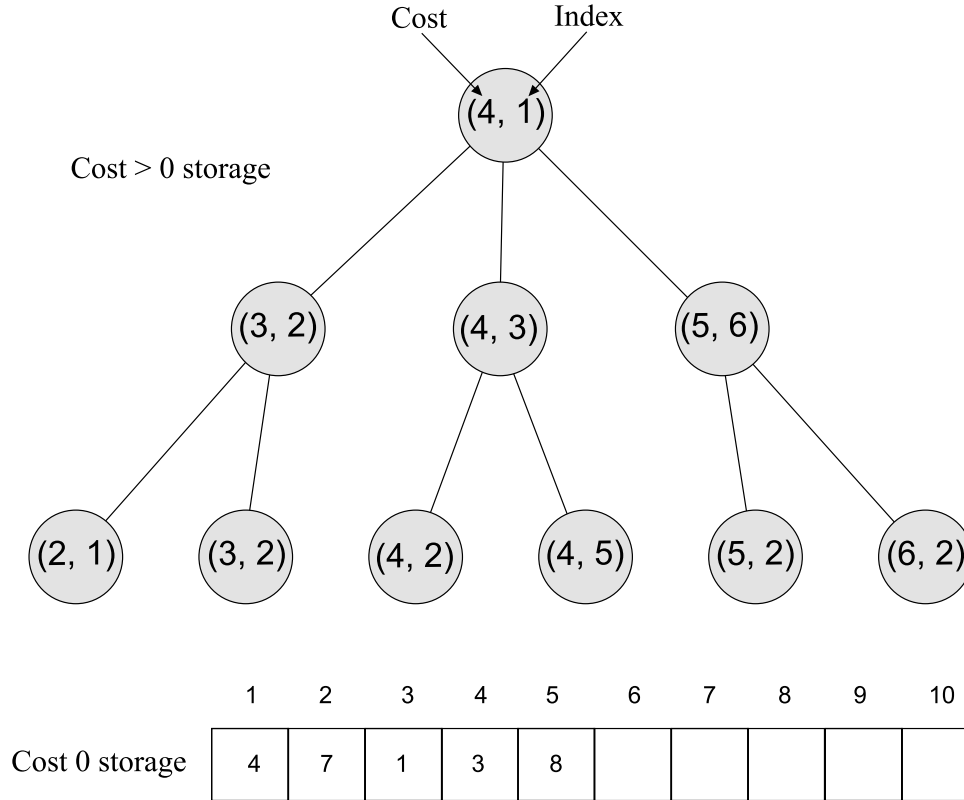 Cost Index
(4, 1)
Cost > 0 storage
(3, 2) (4, 3) (5, 6)
(2, 1) (3, 2) (4, 2) (4, 5) (5, 2) (6, 2)
1 2 3 4 5 6 7 8 9 10
Cost 0 storage 4 7 1 3 8